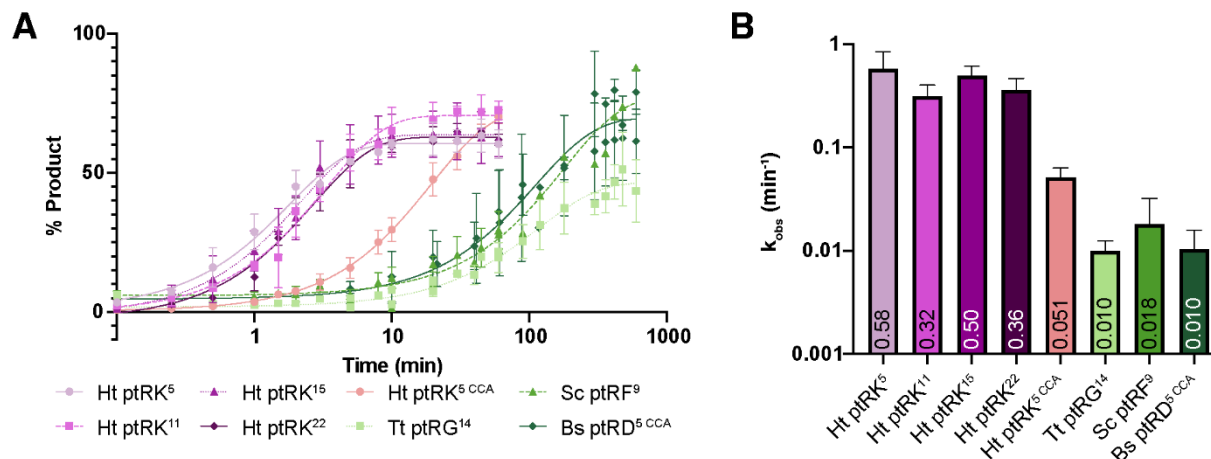 A
100
50
0
% Product
1
10
100
1000
Time (min)
Ht ptRK⁵
Ht ptRK¹⁵
Ht ptRK⁵ ᶜᶜᴬ
Sc ptRF⁹
Ht ptRK¹¹
Ht ptRK²²
Tt ptRG¹⁴
Bs ptRD⁵ ᶜᶜᴬ
B
1
0.1
0.01
0.001
kobs (min⁻¹)
0.58
0.32
0.50
0.36
0.051
0.010
0.018
0.010
Ht ptRK⁵
Ht ptRK¹¹
Ht ptRK¹⁵
Ht ptRK²²
Ht ptRK⁵ ᶜᶜᴬ
Tt ptRG¹⁴
Sc ptRF⁹
Bs ptRD⁵ ᶜᶜᴬ